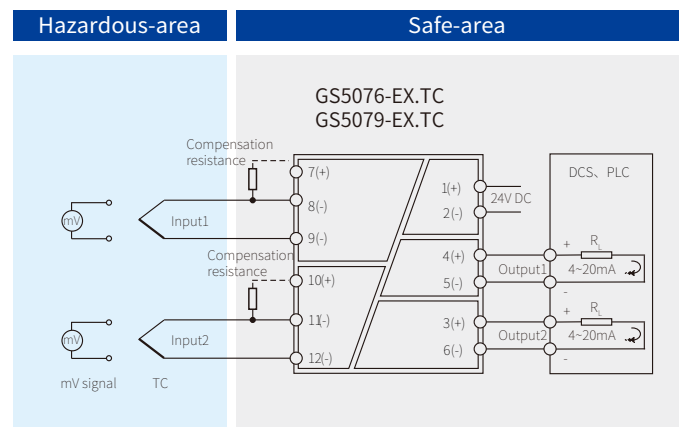 Hazardous-area
Safe-area
GS5076-EX.TC
GS5079-EX.TC
Compensation
resistance
7(+)
8(-)
9(-)
mV
Input1
1(+)
2(-)
24V DC
DCS、PLC
4(+)
5(-)
Output1
+
RL
4~20mA
-
Compensation
resistance
10(+)
11(-)
12(-)
mV
Input2
3(+)
6(-)
Output2
+
RL
4~20mA
-
mV signal
TC